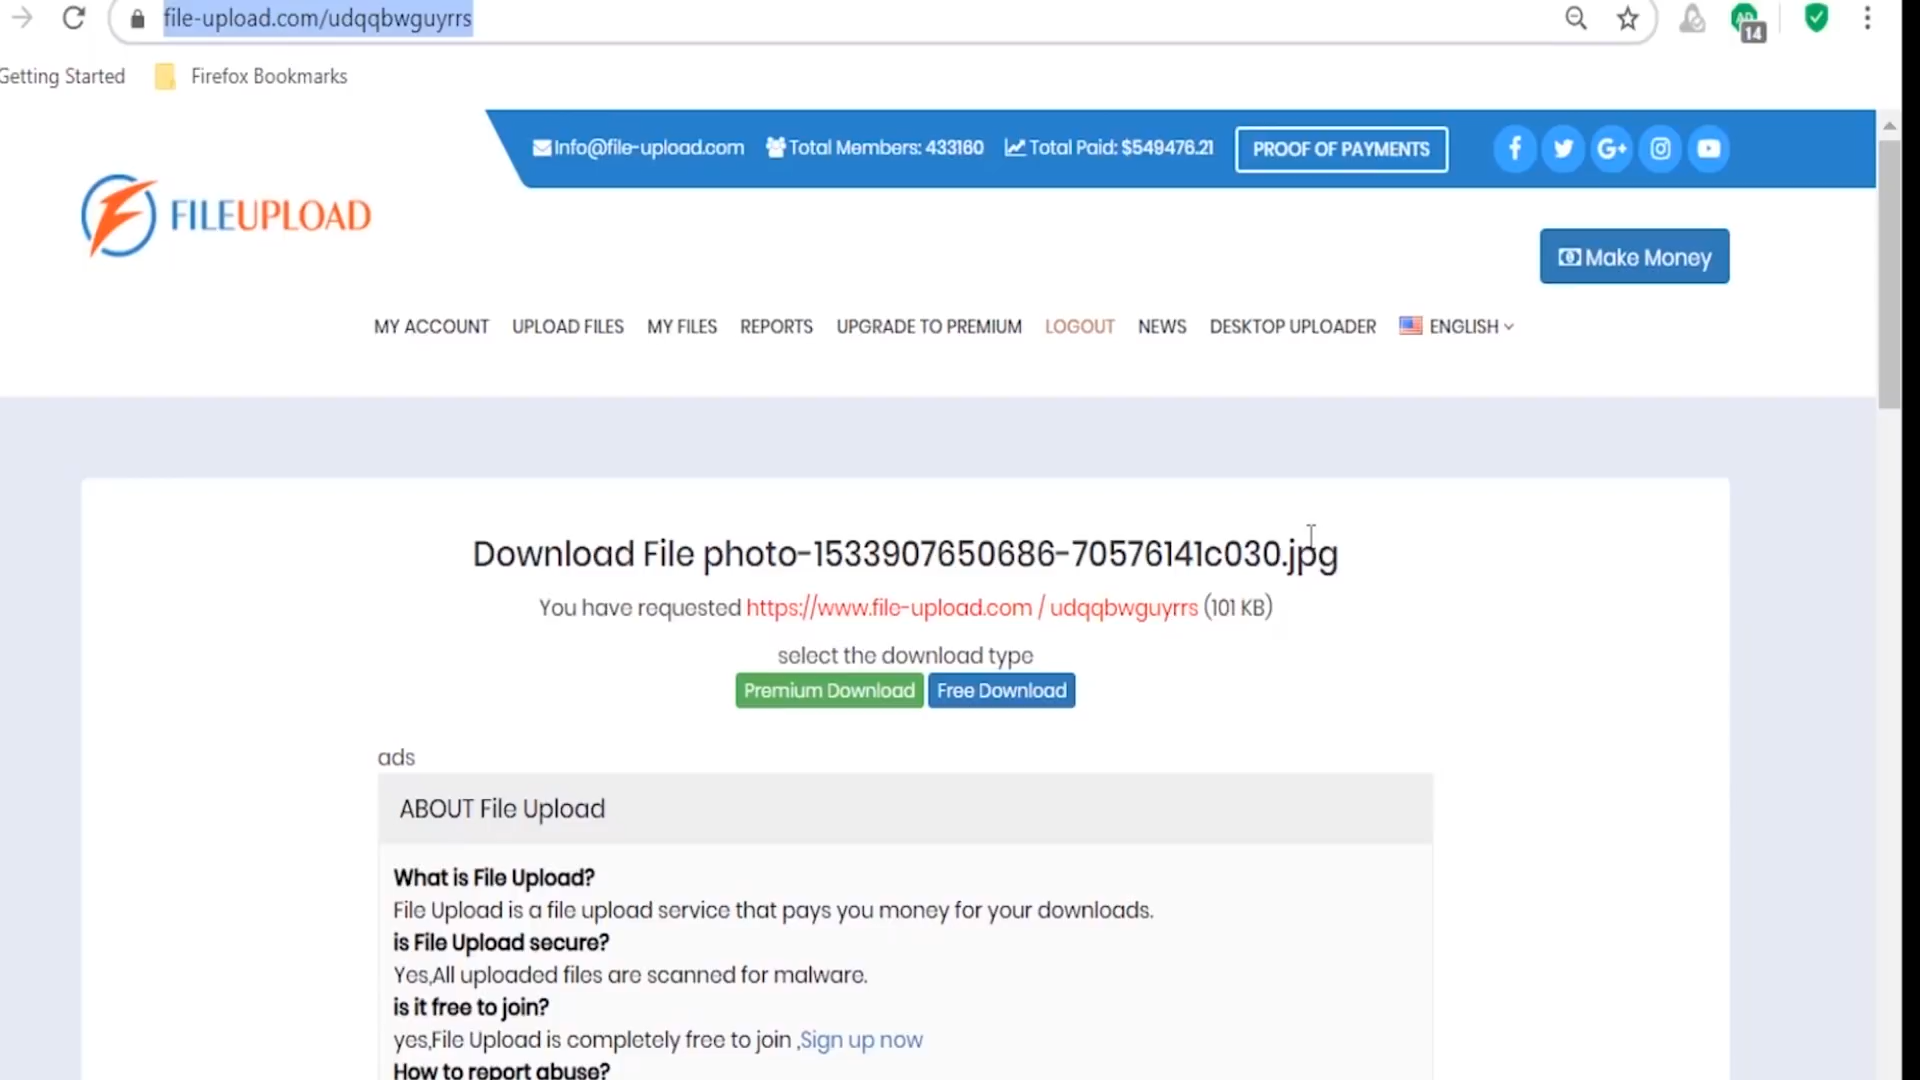 file-upload.com/udqqbwguyrrs
14
Getting Started Firefox Bookmarks
Info@file-upload.com Total Members: 433160 Total Paid: $549476.21 PROOF OF PAYMENTS
FILEUPLOAD
Make Money
MY ACCOUNT UPLOAD FILES MY FILES REPORTS UPGRADE TO PREMIUM LOGOUT NEWS DESKTOP UPLOADER ENGLISH
Download File photo-1533907650686-70576141c030.jpg
You have requested https://www.file-upload.com / udqqbwguyrrs (101 KB)
select the download type
Premium Download Free Download
ads
ABOUT File Upload
What is File Upload?
File Upload is a file upload service that pays you money for your downloads.
is File Upload secure?
Yes,All uploaded files are scanned for malware.
is it free to join?
yes,File Upload is completely free to join ,Sign up now
How to report abuse?